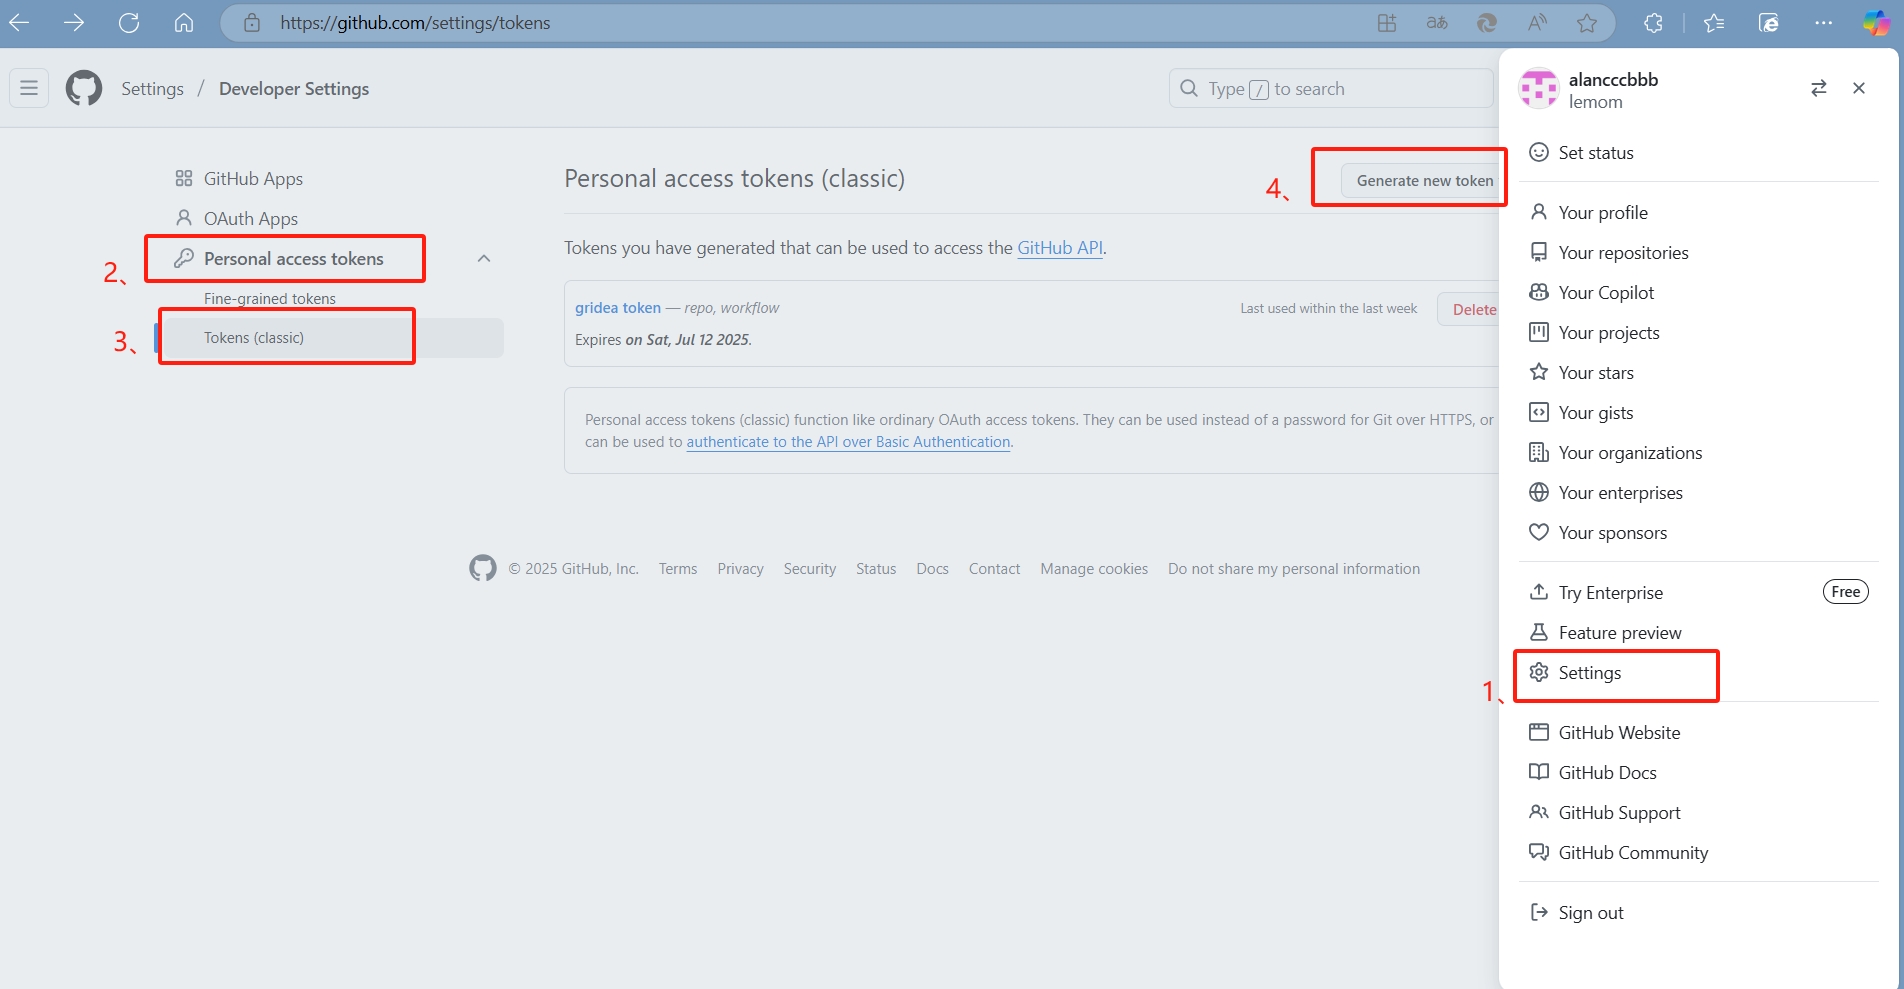 https://github.com/settings/tokens
Settings / Developer Settings
Type / to search
GitHub Apps
OAuth Apps
2、
Personal access tokens
Fine-grained tokens
3、
Tokens (classic)
Personal access tokens (classic)
4、
Generate new token
Tokens you have generated that can be used to access the GitHub API.
gridea token — repo, workflow
Last used within the last week
Delete
Expires on Sat, Jul 12 2025.
Personal access tokens (classic) function like ordinary OAuth access tokens. They can be used instead of a password for Git over HTTPS, or
can be used to authenticate to the API over Basic Authentication.
© 2025 GitHub, Inc. Terms Privacy Security Status Docs Contact Manage cookies Do not share my personal information
alancccbbb
lemom
Set status
Your profile
Your repositories
Your Copilot
Your projects
Your stars
Your gists
Your organizations
Your enterprises
Your sponsors
Try Enterprise
Free
Feature preview
1、
Settings
GitHub Website
GitHub Docs
GitHub Support
GitHub Community
Sign out